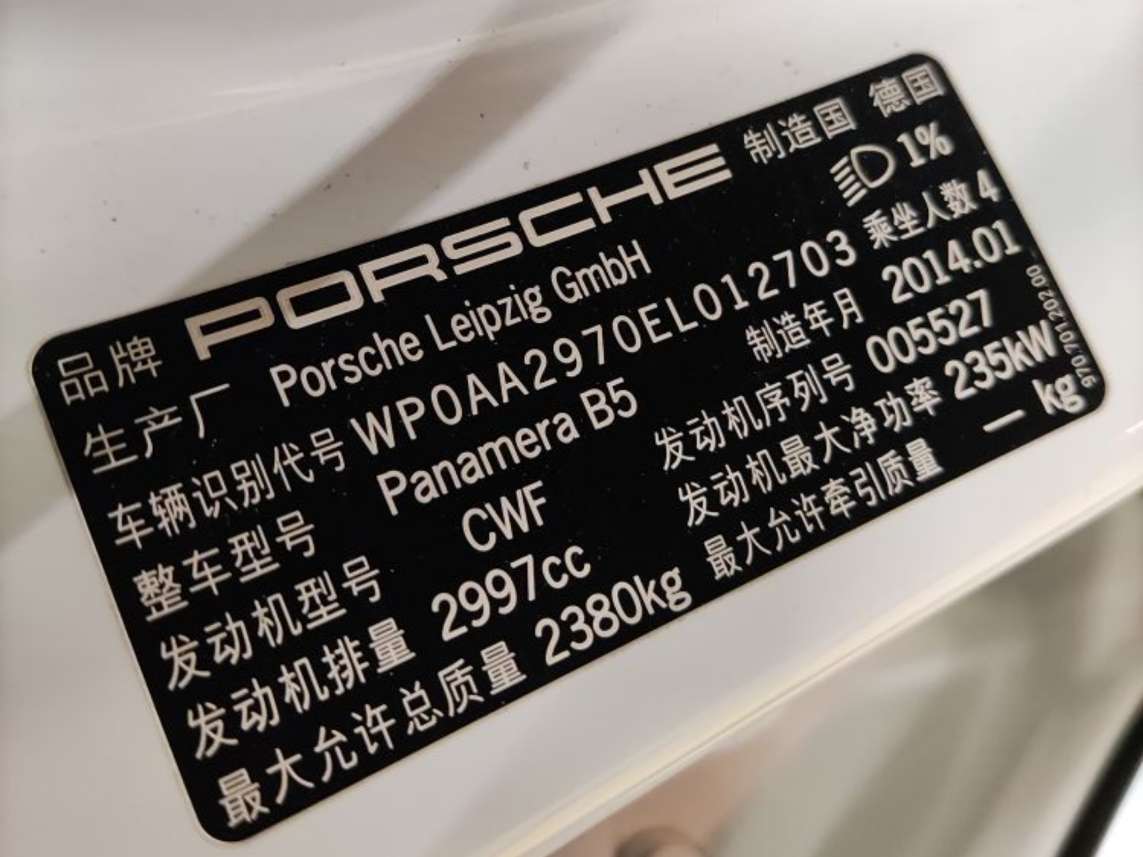 品牌 PORSCHE 制造国 德国
生产厂 Porsche Leipzig GmbH 1%
车辆识别代号 WP0AA2970EL012703 乘坐人数 4
整车型号 Panamera B5 制造年月 2014.01
发动机型号 CWF 发动机序列号 005527
发动机排量 2997cc 发动机最大净功率 235kW
最大允许总质量 2380kg 最大允许牵引质量 — kg
970.701.202.00